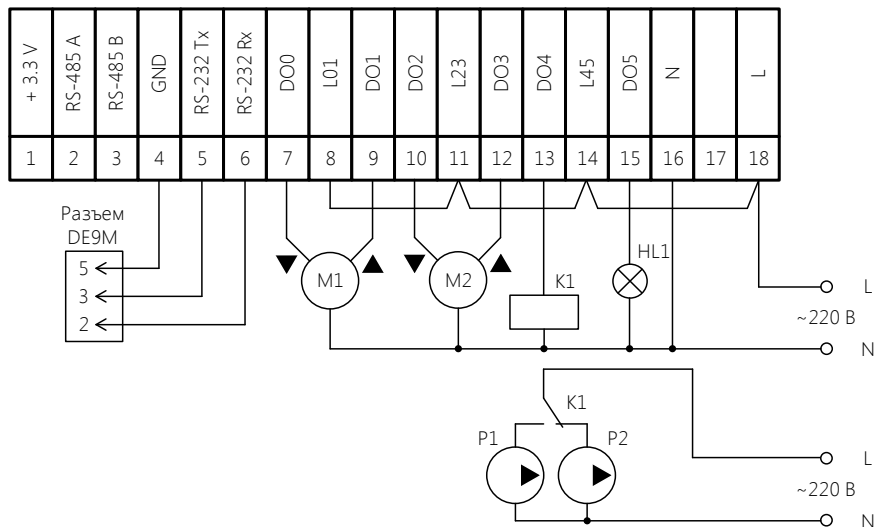 + 3.3 V
RS-485 A
RS-485 B
GND
RS-232 Tx
RS-232 Rx
DO0
L01
DO1
DO2
L23
DO3
DO4
L45
DO5
N
L
1 2 3 4 5 6 7 8 9 10 11 12 13 14 15 16 17 18
Разъем
DE9M
5
3
2
M1
M2
K1
HL1
L
~220 В
N
K1
P1
P2
L
~220 В
N